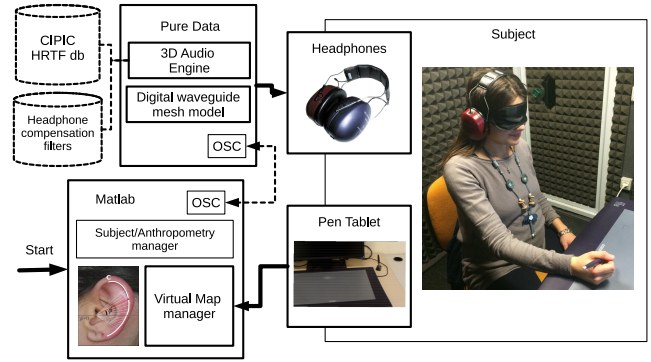 CIPIC
HRTF db
Headphone
compensation
filters
Pure Data
3D Audio
Engine
Digital waveguide
mesh model
OSC
Headphones
Subject
Matlab
OSC
Subject/Anthropometry
manager
Start
Virtual Map
manager
Pen Tablet